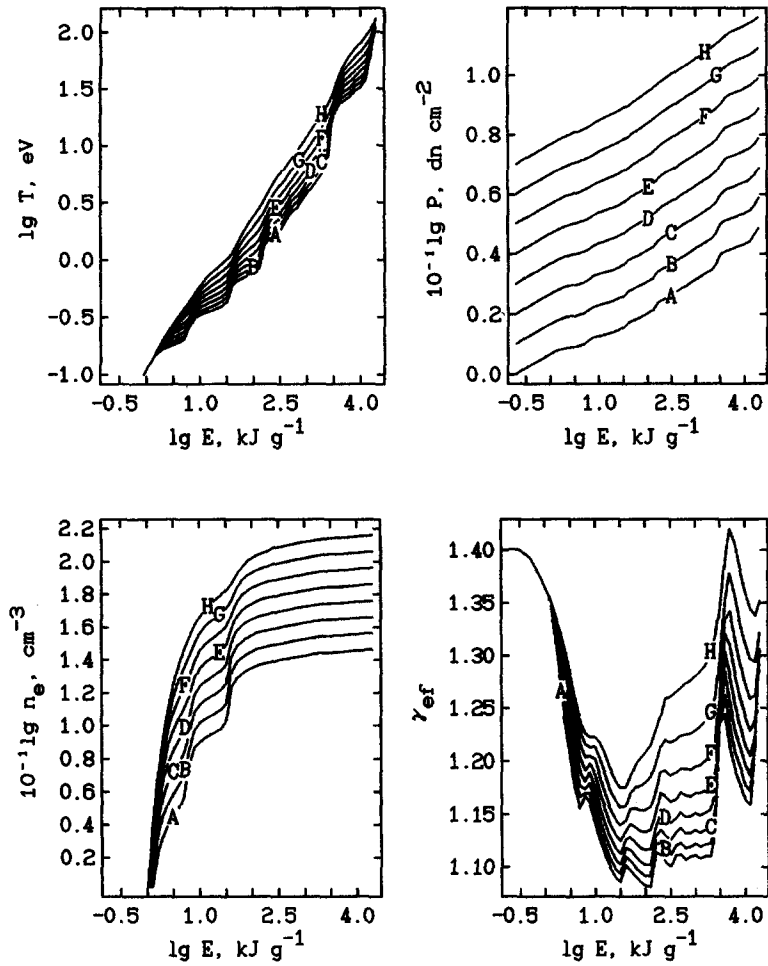 2.0
1.5
1.0
0.5
0.0
-0.5
-1.0
lg T, eV
H
F
G
C
D
E
A
B
-0.5 1.0 2.5 4.0
lg E, kJ g⁻¹
1.0
0.8
0.6
0.4
0.2
0.0
10⁻¹lg P, dn cm⁻²
H
G
F
E
D
C
B
A
-0.5 1.0 2.5 4.0
lg E, kJ g⁻¹
2.2
2.0
1.8
1.6
1.4
1.2
1.0
0.8
0.6
0.4
0.2
10⁻¹lg nₑ, cm⁻³
H
G
E
F
D
C B
A
-0.5 1.0 2.5 4.0
lg E, kJ g⁻¹
1.40
1.35
1.30
1.25
1.20
1.15
1.10
γef
H
A
G
F
E
D
C
B
-0.5 1.0 2.5 4.0
lg E, kJ g⁻¹